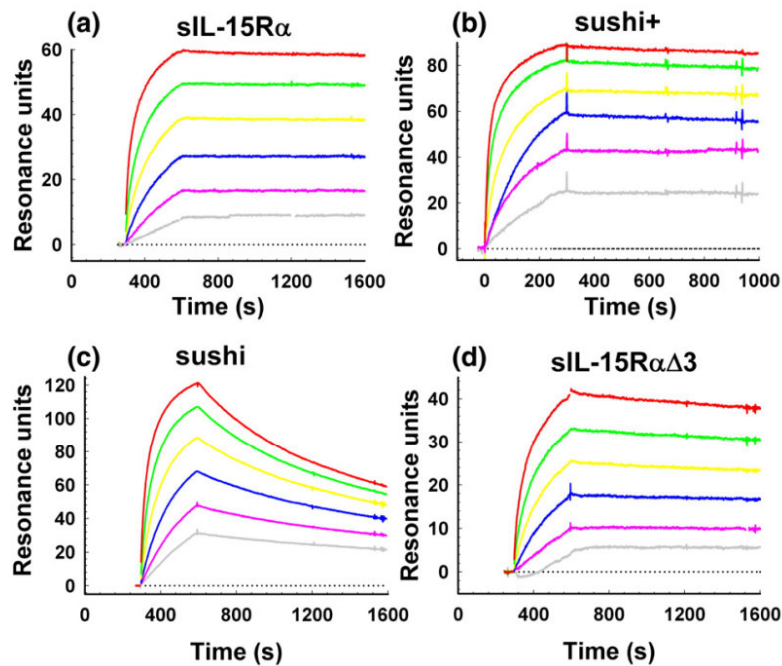 (a) sIL-15Rα
Resonance units
60
40
20
0
0 400 800 1200 1600
Time (s)
(b) sushi+
Resonance units
80
60
40
20
0
0 200 400 600 800 1000
Time (s)
(c) sushi
Resonance units
120
100
80
60
40
20
0
0 400 800 1200 1600
Time (s)
(d) sIL-15RαΔ3
Resonance units
40
30
20
10
0
0 400 800 1200 1600
Time (s)